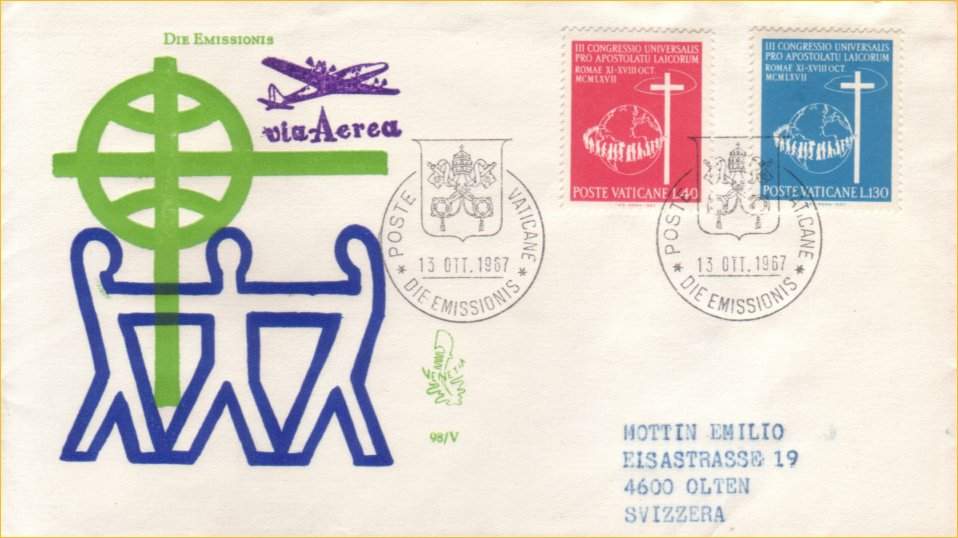 DIE EMISSIONIS
via Aerea
III CONGRESSIO UNIVERSALIS
PRO APOSTOLATU LAICORUM
ROMAE XI-XVIII OCT.
MCMLXVII
POSTE VATICANE L.40
III CONGRESSIO UNIVERSALIS
PRO APOSTOLATU LAICORUM
ROMAE XI-XVIII OCT.
MCMLXVII
POSTE VATICANE L.130
POSTE VATICANE
13 OTT. 1967
* DIE EMISSIONIS *
POSTE VATICANE
13 OTT. 1967
* DIE EMISSIONIS *
VENETIA
98/V
MOTTIN EMILIO
EISASTRASSE 19
4600 OLTEN
SVIZZERA